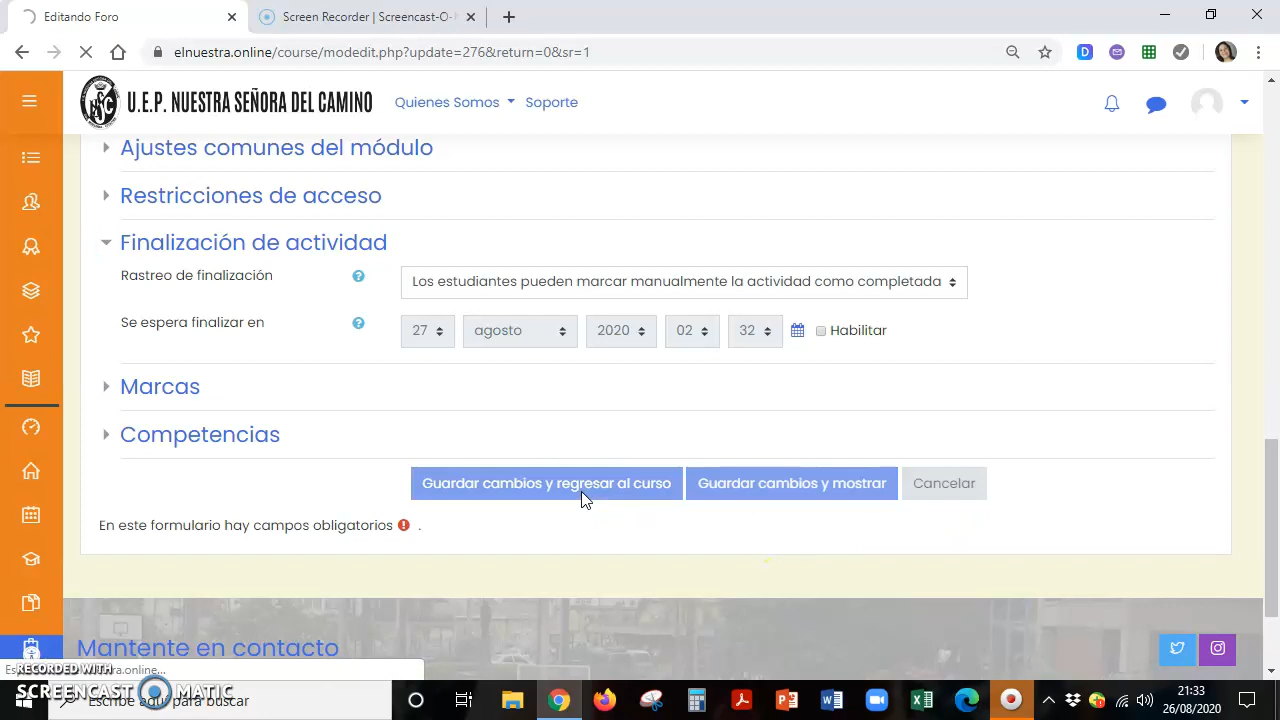 Editando Foro
Screen Recorder | Screencast-O-
elnuestra.online/course/modedit.php?update=276&return=0&sr=1
U.E.P. NUESTRA SEÑORA DEL CAMINO
Quienes Somos
Soporte
Ajustes comunes del módulo
Restricciones de acceso
Finalización de actividad
Rastreo de finalización
Los estudiantes pueden marcar manualmente la actividad como completada
Se espera finalizar en
27 agosto 2020 02 32 Habilitar
Marcas
Competencias
Guardar cambios y regresar al curso
Guardar cambios y mostrar
Cancelar
En este formulario hay campos obligatorios .
Mantente en contacto
RECORDED WITH
SCREENCAST MATIC
Escribe aquí para buscar
21:33
26/08/2020